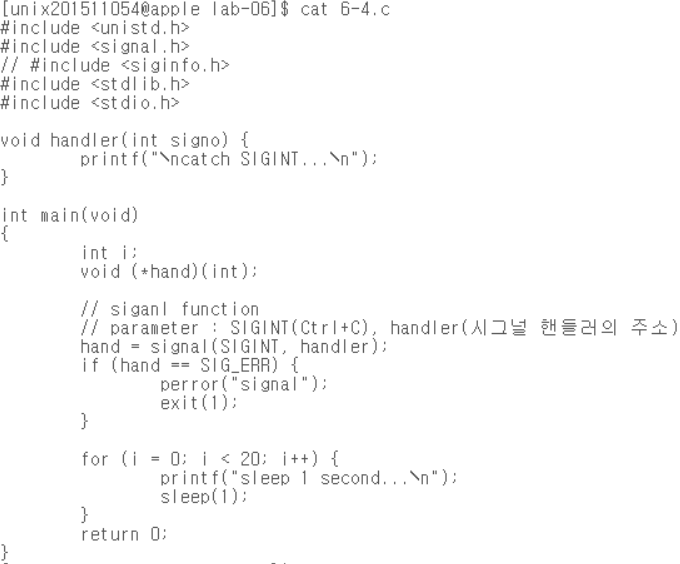 [unix201511054@apple lab-06]$ cat 6-4.c
#include <unistd.h>
#include <signal.h>
// #include <siginfo.h>
#include <stdlib.h>
#include <stdio.h>
void handler(int signo) {
printf("\ncatch SIGINT...\n");
}
int main(void)
{
int i;
void (*hand)(int);
// siganl function
// parameter : SIGINT(Ctrl+C), handler(시그널 핸들러의 주소)
hand = signal(SIGINT, handler);
if (hand == SIG_ERR) {
perror("signal");
exit(1);
}
for (i = 0; i < 20; i++) {
printf("sleep 1 second...\n");
sleep(1);
}
return 0;
}